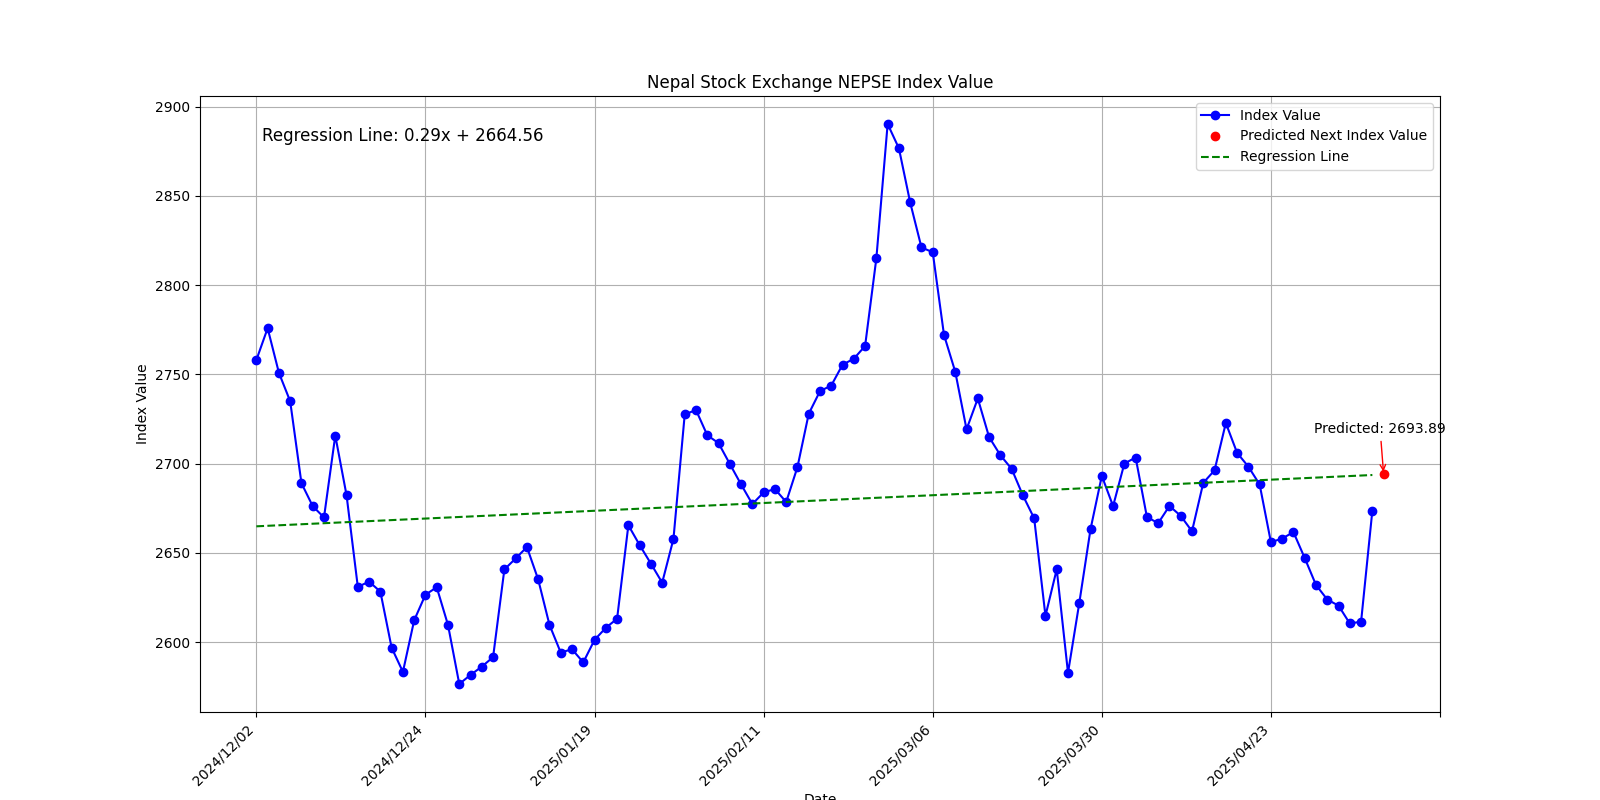 Nepal Stock Exchange NEPSE Index Value
Regression Line: 0.29x + 2664.56
Index Value
Predicted Next Index Value
Regression Line
2900
2850
2800
2750
2700
2650
2600
Index Value
Predicted: 2693.89
2024/12/02
2024/12/24
2025/01/19
2025/02/11
2025/03/06
2025/03/30
2025/04/23
Date